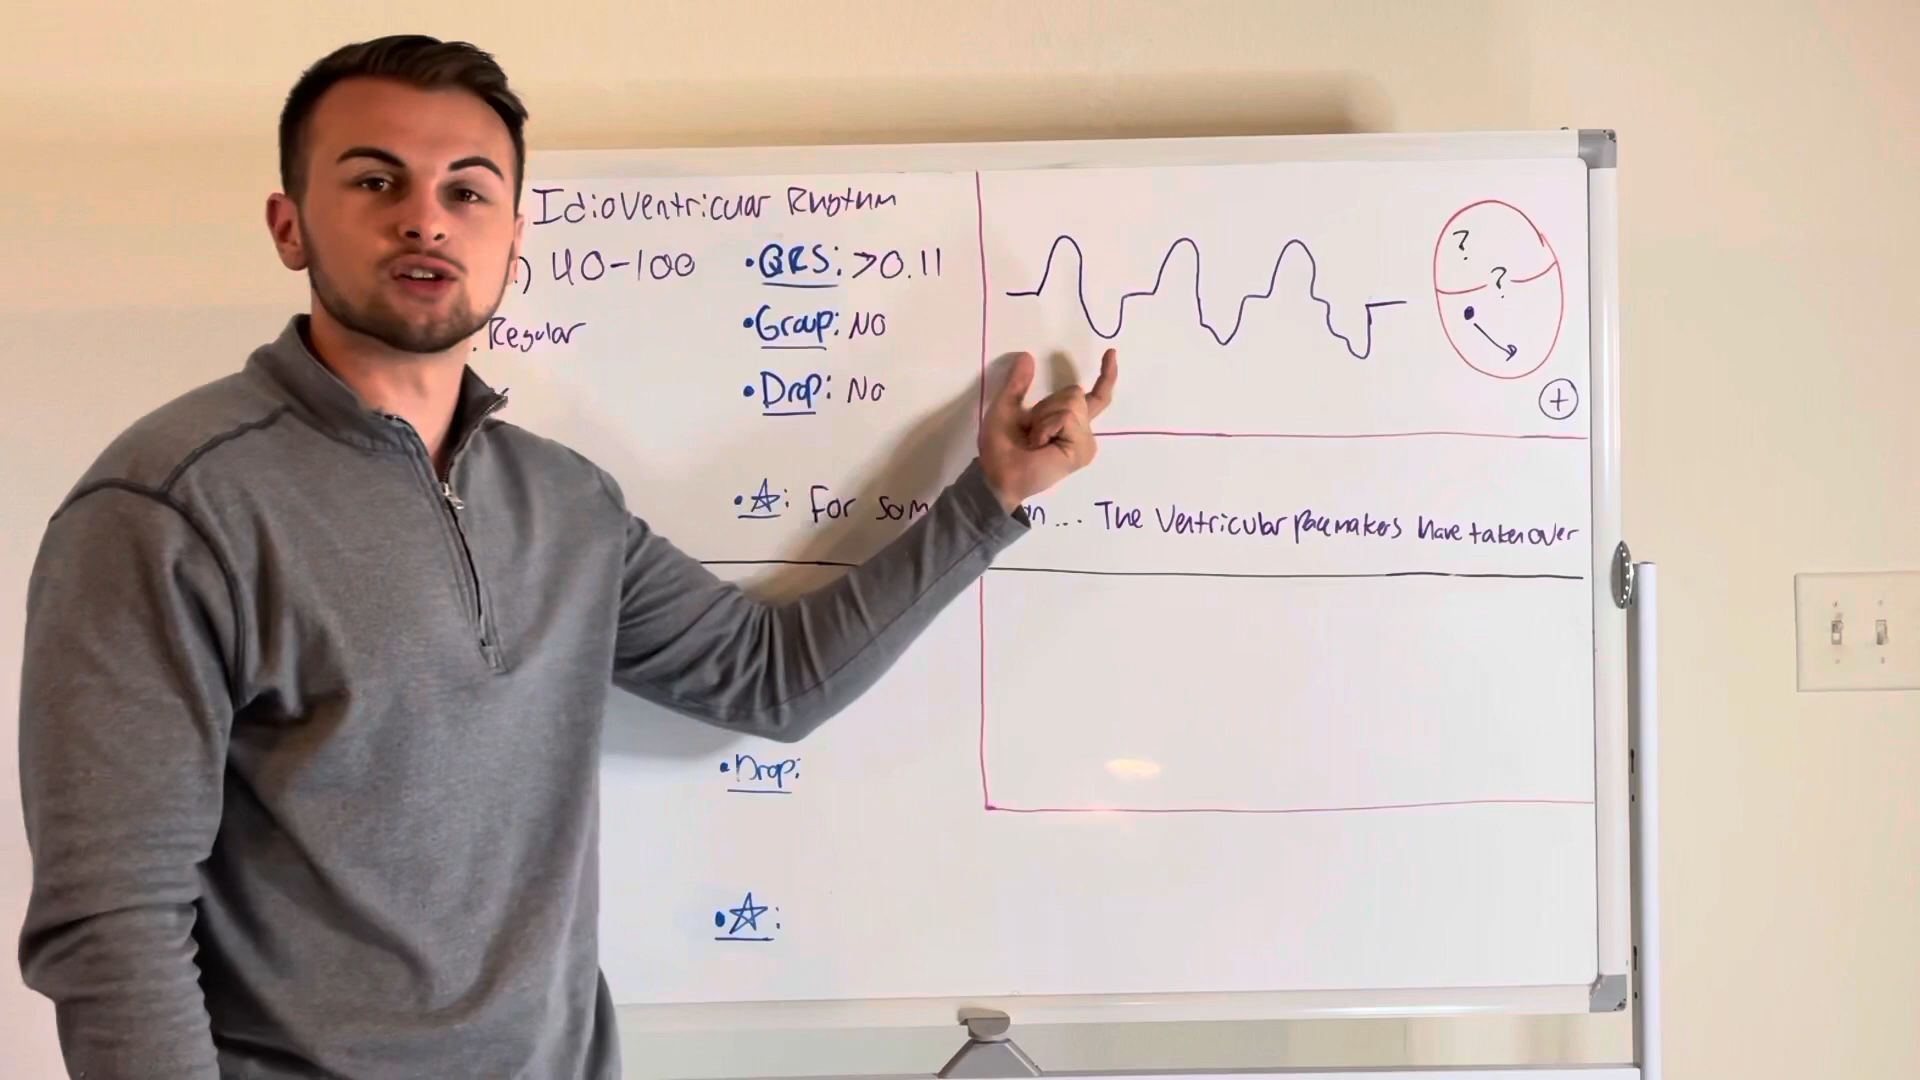 IdioVentricular Rhythm
) 40-100
• QRS: >0.11
Regular
• Group: NO
• Drop: No
? ?
+
• ☆: For som
n... The Ventricular pacemakers have taken over
• Drop:
• ☆: